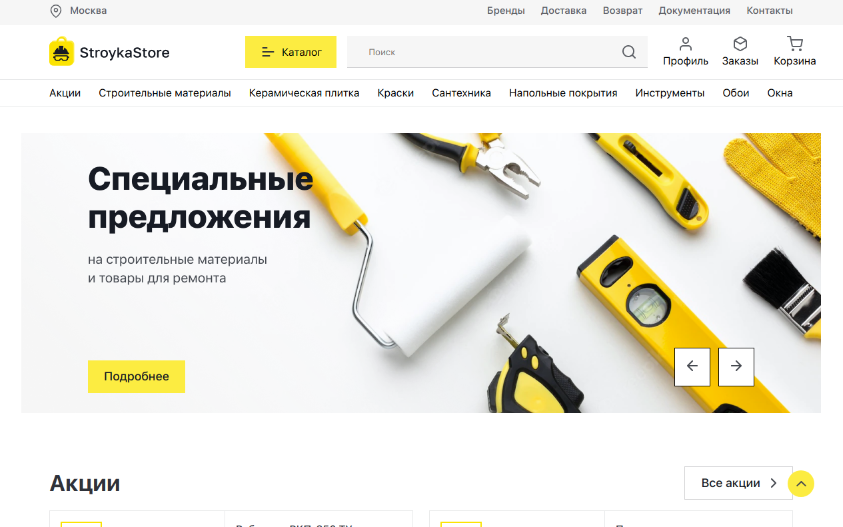 Москва
Бренды Доставка Возврат Документация Контакты
StroykaStore
Каталог
Поиск
Профиль Заказы Корзина
Акции Строительные материалы Керамическая плитка Краски Сантехника Напольные покрытия Инструменты Обои Окна
Специальные
предложения
на строительные материалы
и товары для ремонта
Подробнее
Акции
Все акции